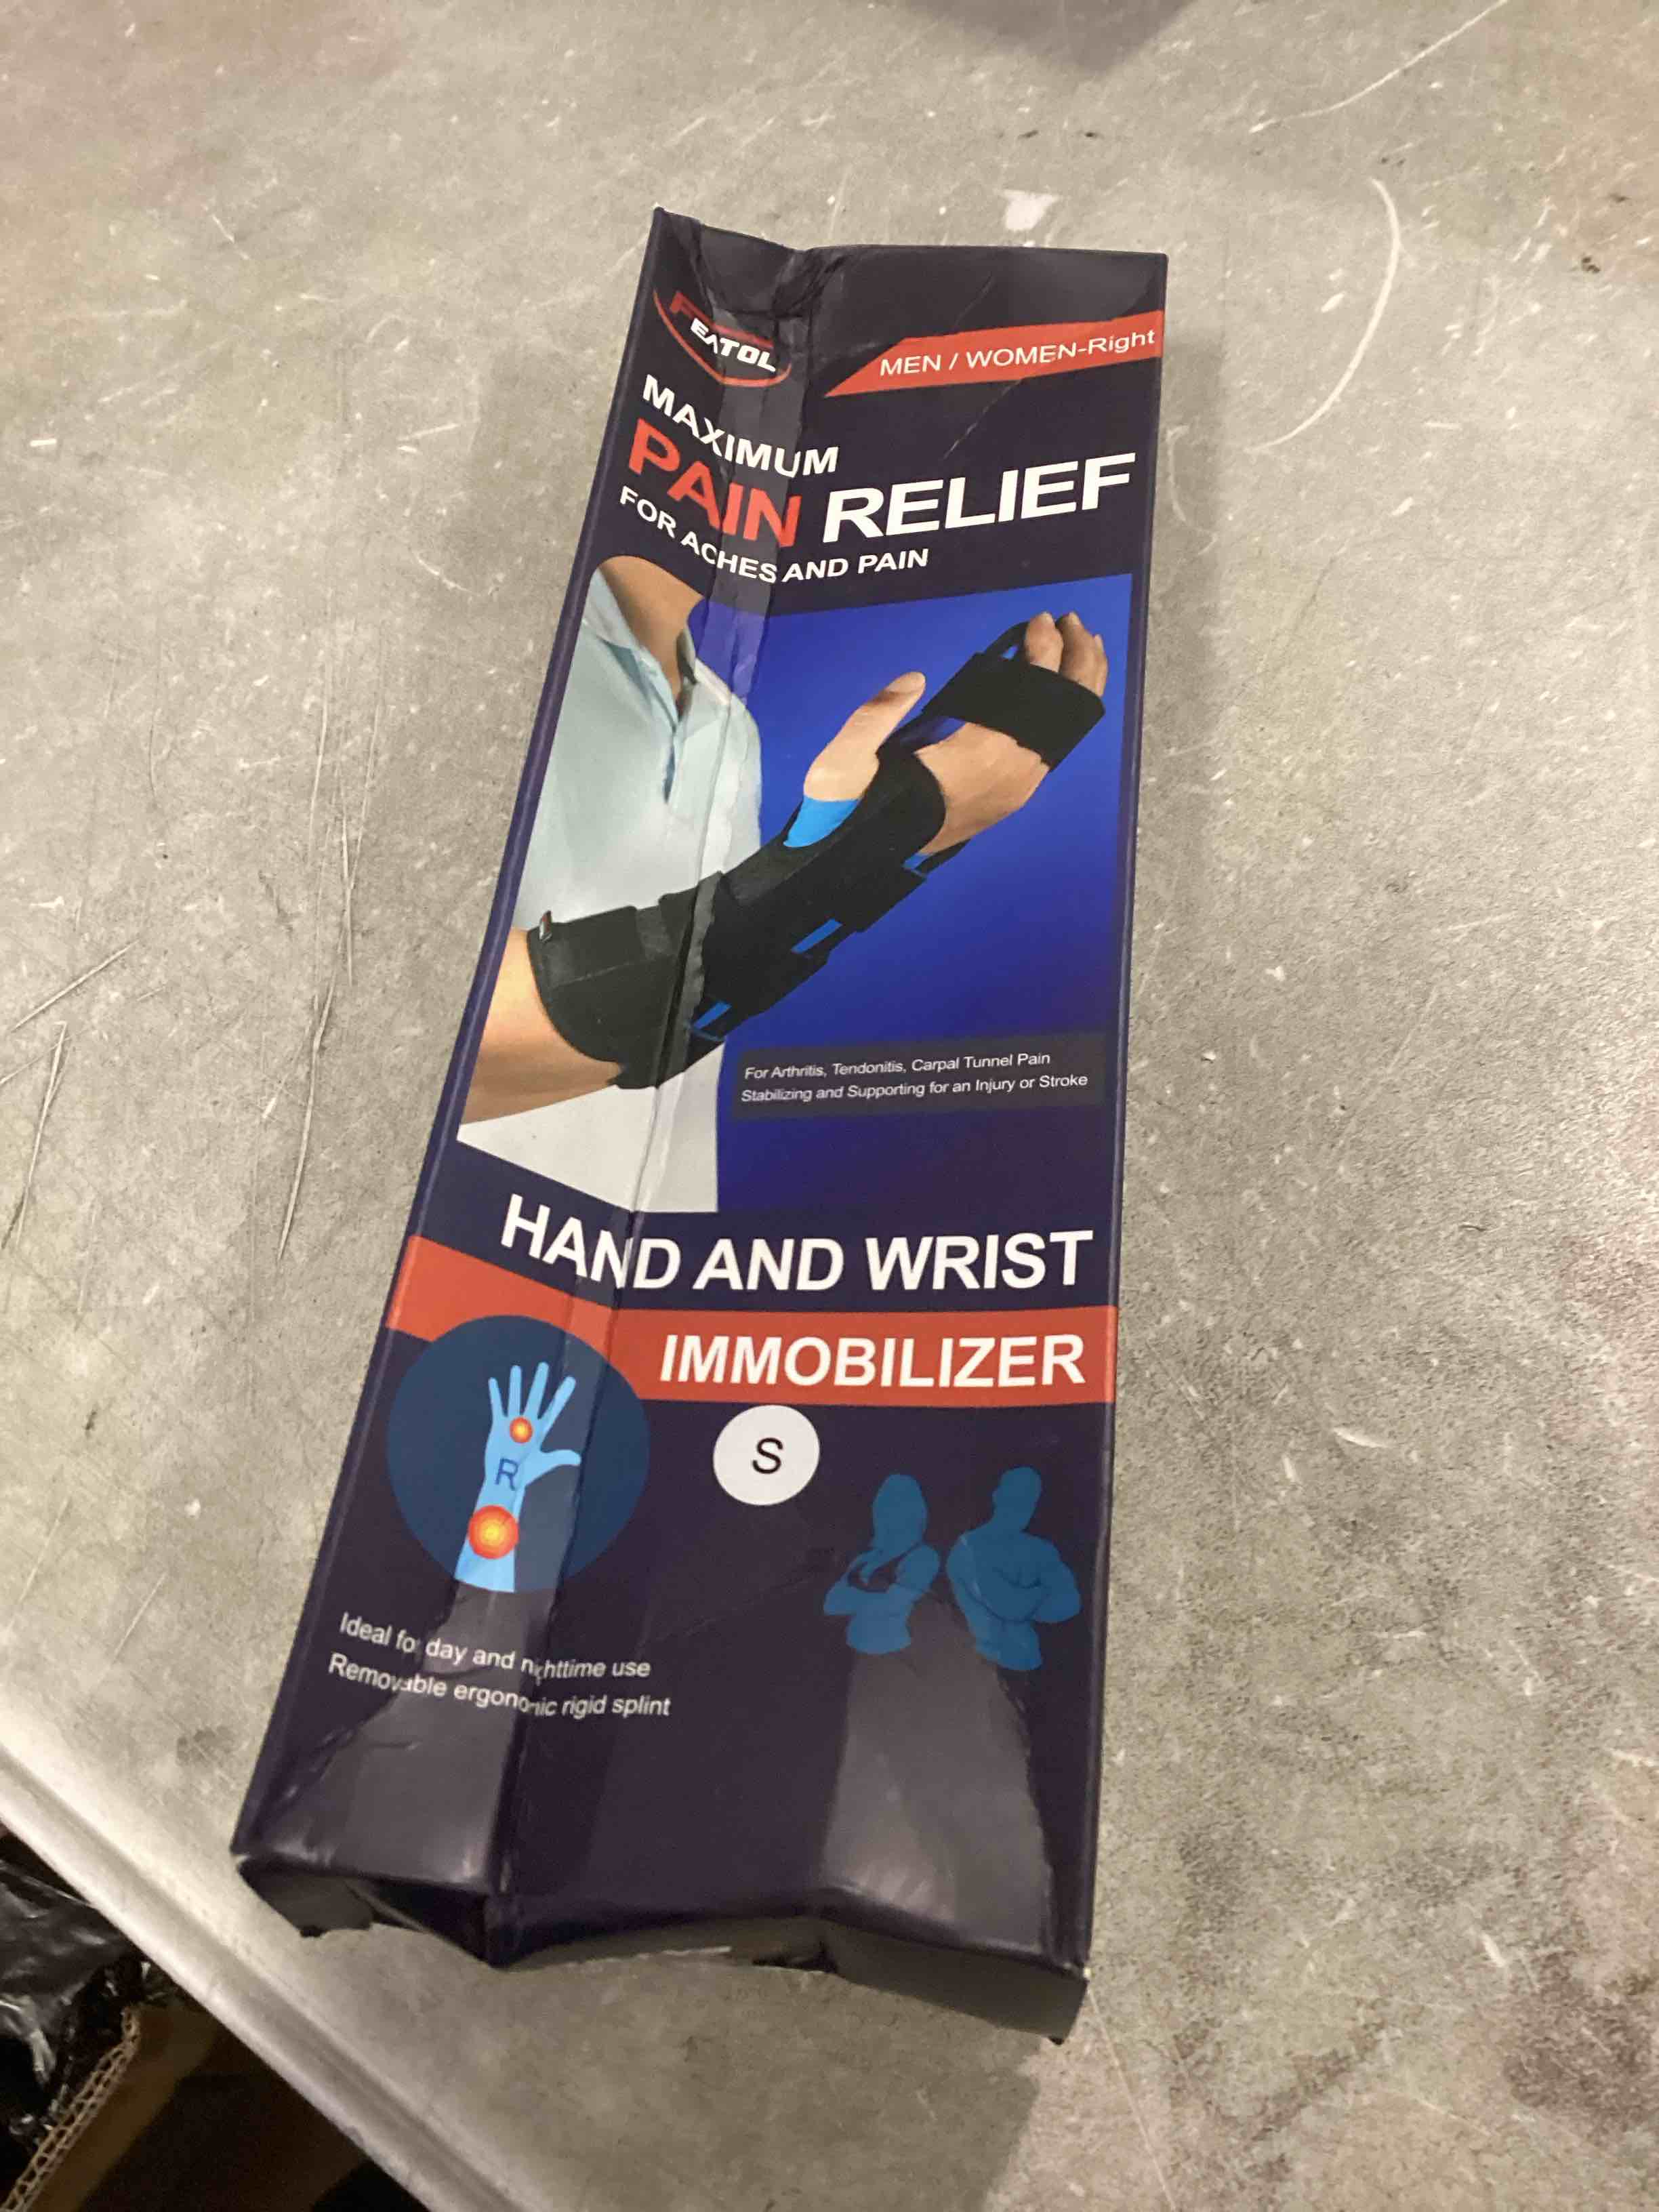 FEATOL
MEN / WOMEN-Right
MAXIMUM
PAIN RELIEF
FOR ACHES AND PAIN
For Arthritis, Tendonitis, Carpal Tunnel Pain
Stabilizing and Supporting for an Injury or Stroke
HAND AND WRIST
IMMOBILIZER
R
S
Ideal for day and nighttime use
Removable ergonomic rigid splint